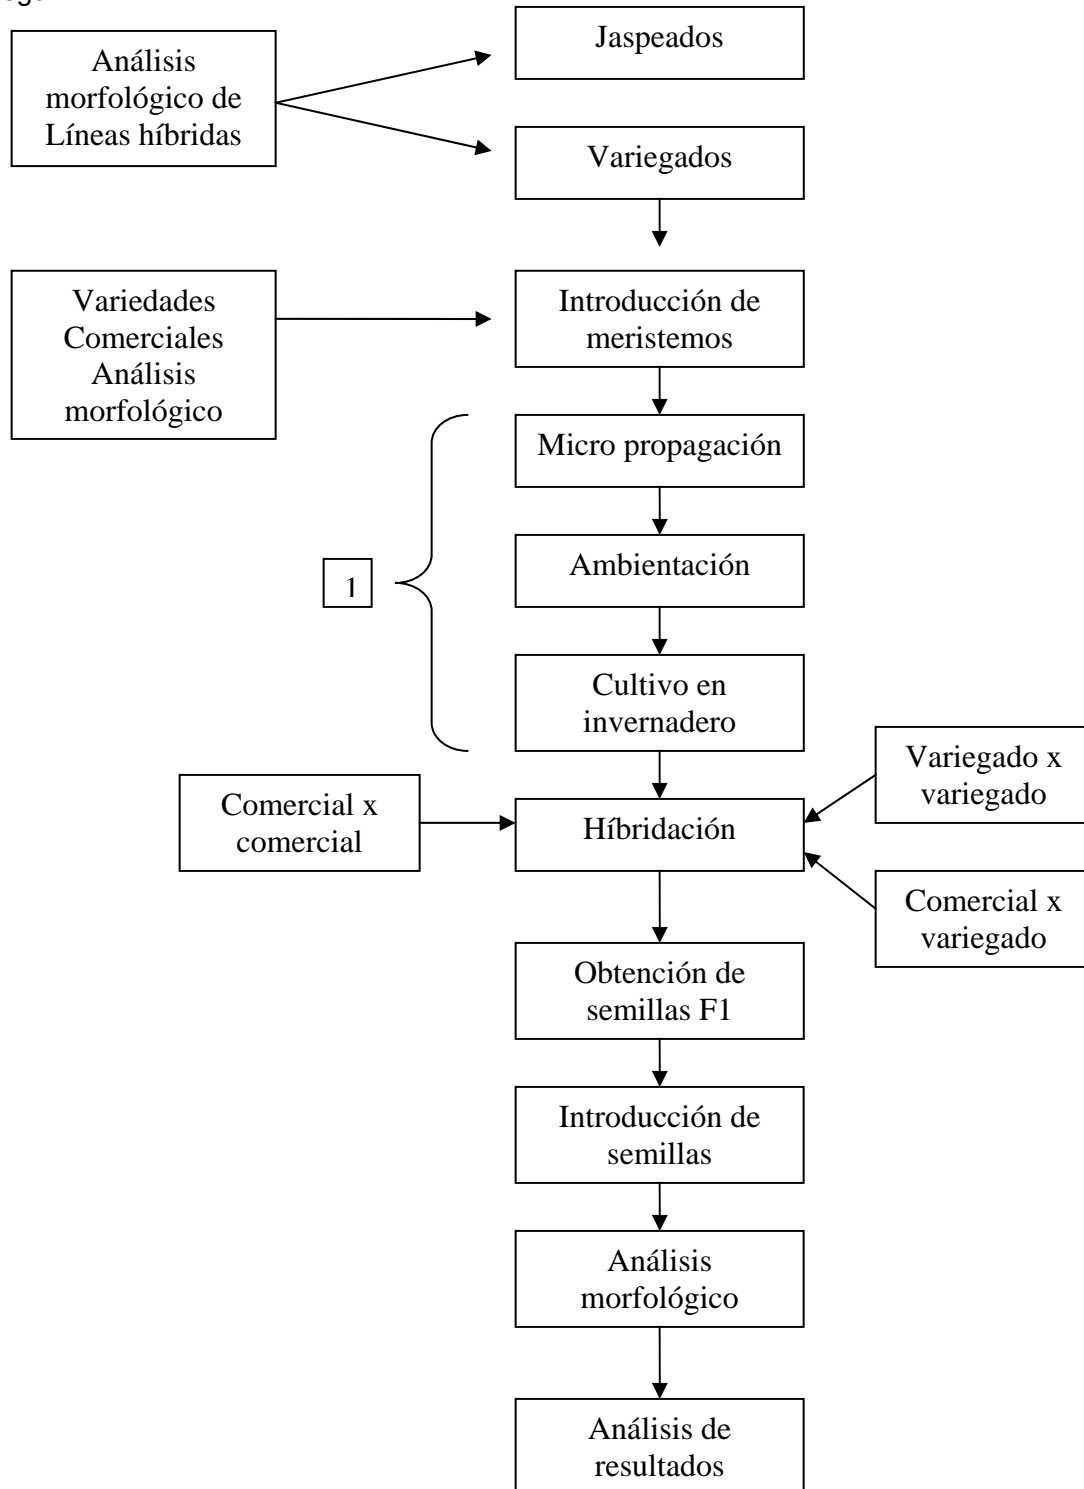 Análisis
morfológico de
Líneas híbridas
Jaspeados
Variegados
Variedades
Comerciales
Análisis
morfológico
Introducción de
meristemos
Micro propagación
Ambientación
1
Cultivo en
invernadero
Variegado x
variegado
Comercial x
comercial
Híbridación
Comercial x
variegado
Obtención de
semillas F1
Introducción de
semillas
Análisis
morfológico
Análisis de
resultados